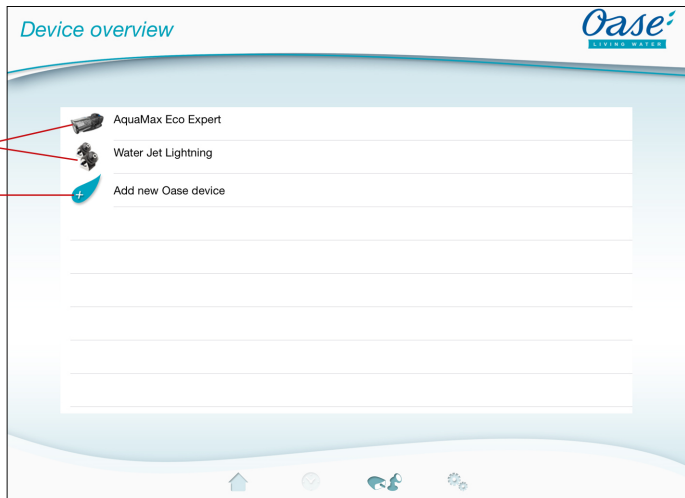 Device overview
Oase
LIVING WATER
AquaMax Eco Expert
Water Jet Lightning
Add new Oase device